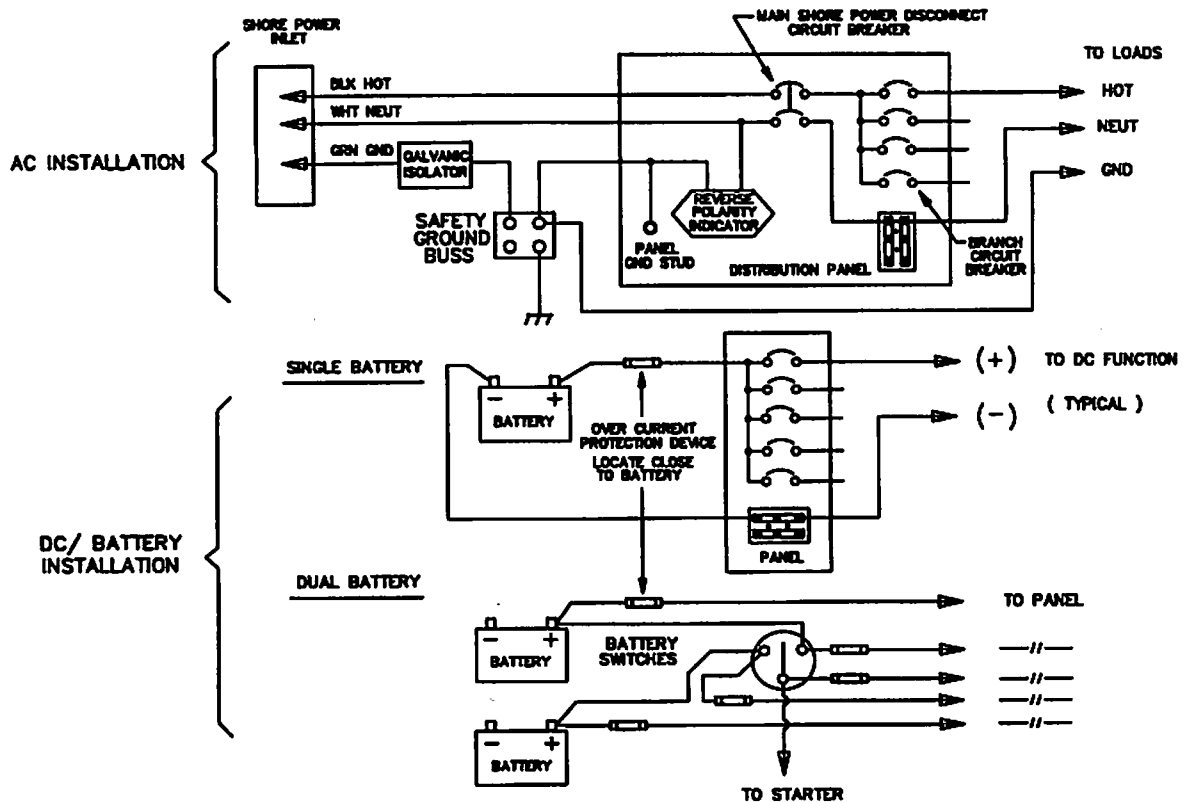 SHORE POWER
INLET
MAIN SHORE POWER DISCONNECT
CIRCUIT BREAKER
TO LOADS
BLK HOT
HOT
WHT NEUT
NEUT
AC INSTALLATION
GRN GND
GALVANIC
ISOLATOR
GND
SAFETY
GROUND
BUSS
REVERSE
POLARITY
INDICATOR
PANEL
GND STUD
DISTRIBUTION PANEL
BRANCH
CIRCUIT
BREAKER
SINGLE BATTERY
- +
BATTERY
(+) TO DC FUNCTION
(-) ( TYPICAL )
OVER CURRENT
PROTECTION DEVICE
LOCATE CLOSE
TO BATTERY
DC/ BATTERY
INSTALLATION
PANEL
DUAL BATTERY
TO PANEL
- +
BATTERY
BATTERY
SWITCHES
—//—
—//—
—//—
—//—
- +
BATTERY
TO STARTER